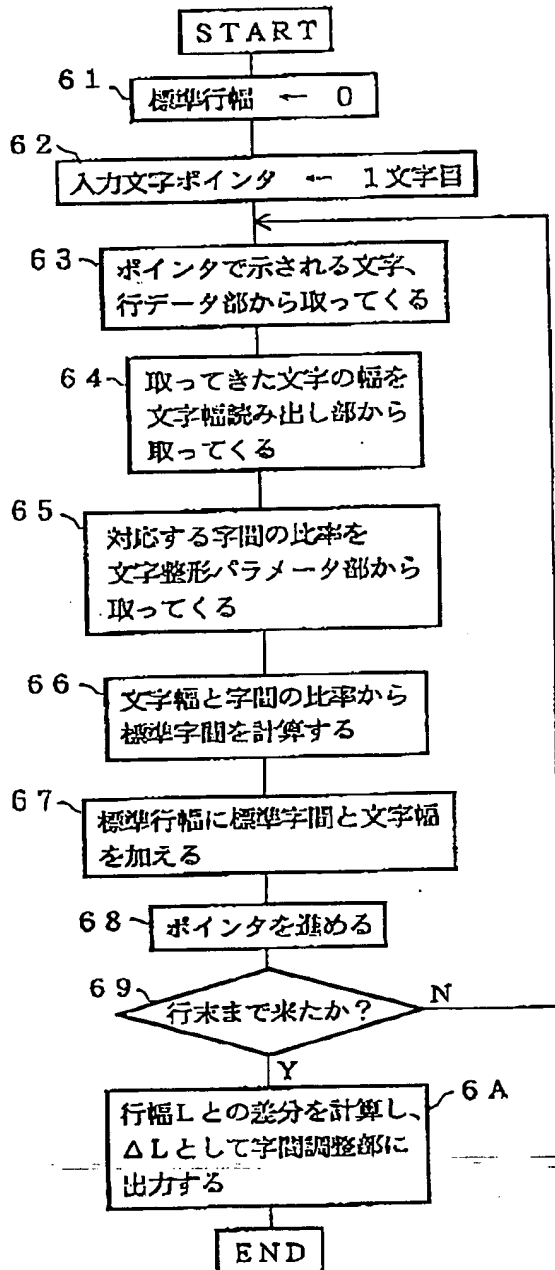 START
61
標準行幅 ← 0
62
入力文字ポインタ ← 1文字目
63
ポインタで示される文字、
行データ部から取ってくる
64
取ってきた文字の幅を
文字幅読み出し部から
取ってくる
65
対応する字間の比率を
文字整形パラメータ部から
取ってくる
66
文字幅と字間の比率から
標準字間を計算する
67
標準行幅に標準字間と文字幅
を加える
68
ポインタを進める
69
行末まで来たか?
N
Y
6A
行幅Lとの差分を計算し、
ΔLとして字間調整部に
出力する
END